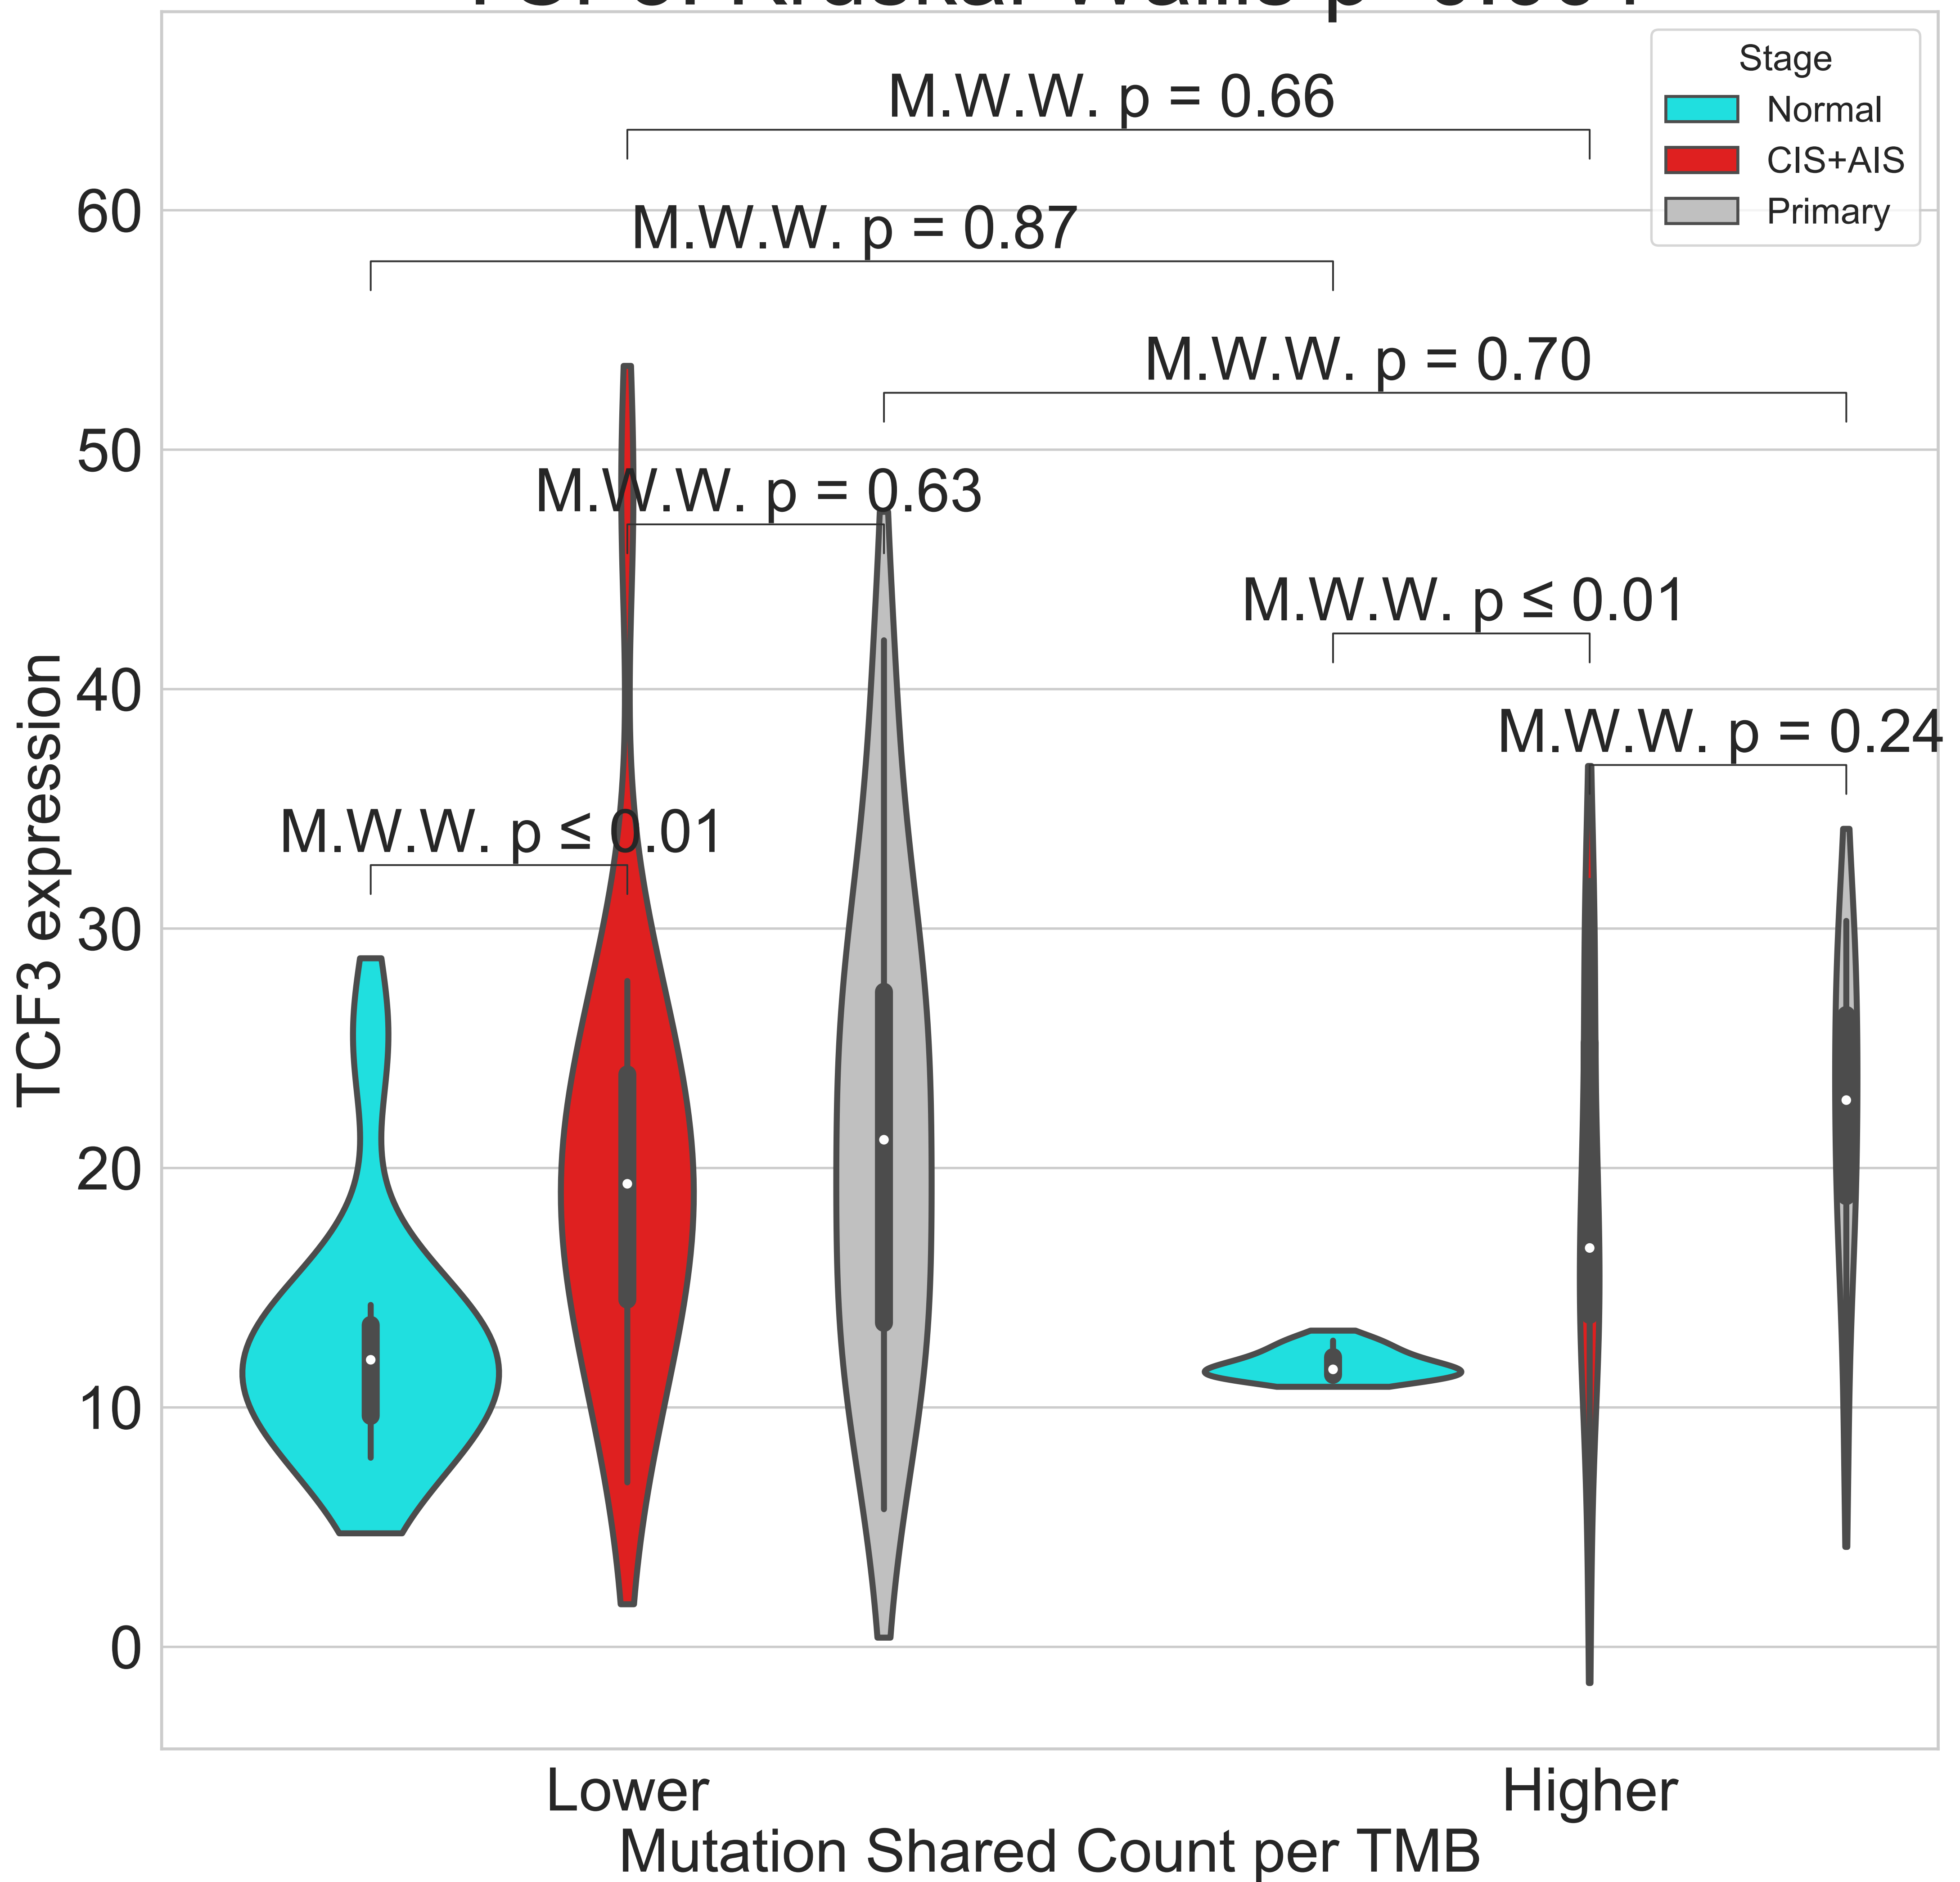 Stage
Normal
CIS+AIS
Primary
M.W.W. p = 0.66
M.W.W. p = 0.87
M.W.W. p = 0.70
M.W.W. p = 0.63
M.W.W. p ≤ 0.01
M.W.W. p = 0.24
M.W.W. p ≤ 0.01
60
50
40
30
20
10
0
TCF3 expression
Lower
Higher
Mutation Shared Count per TMB